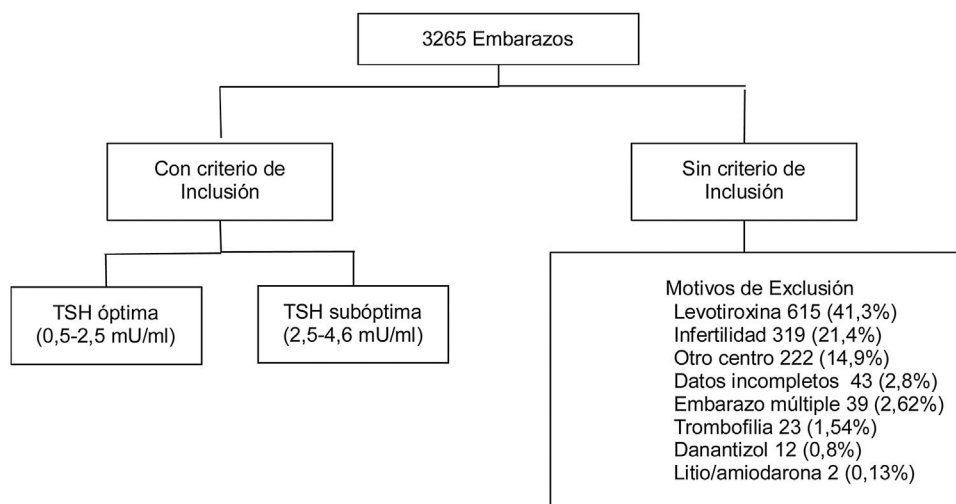 3265 Embarazos
Con criterio de
Inclusión
Sin criterio de
Inclusión
TSH óptima
(0,5-2,5 mU/ml)
TSH subóptima
(2,5-4,6 mU/ml)
Motivos de Exclusión
Levotiroxina 615 (41,3%)
Infertilidad 319 (21,4%)
Otro centro 222 (14,9%)
Datos incompletos 43 (2,8%)
Embarazo múltiple 39 (2,62%)
Trombofilia 23 (1,54%)
Danantizol 12 (0,8%)
Litio/amiodarona 2 (0,13%)